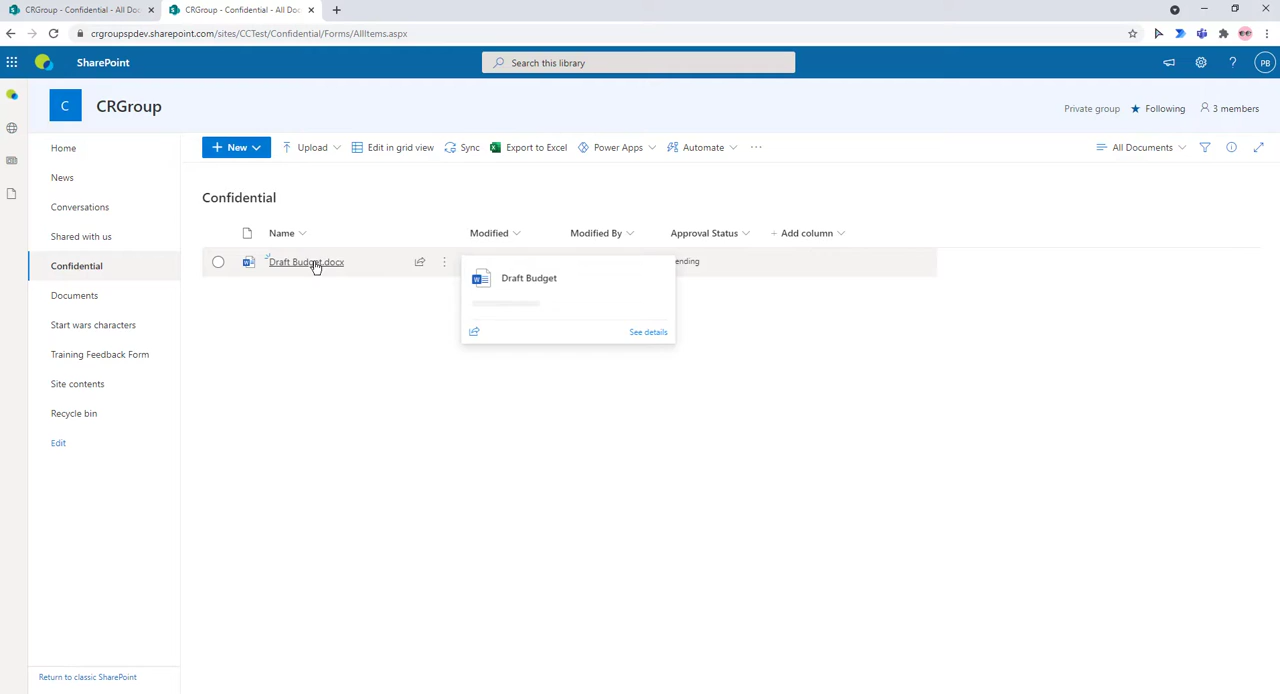 CRGroup - Confidential - All Doc
CRGroup - Confidential - All Doc
crgroupspdev.sharepoint.com/sites/CCTest/Confidential/Forms/AllItems.aspx
SharePoint
Search this library
PB
C
CRGroup
Private group
Following
3 members
Home
News
Conversations
Shared with us
Confidential
Documents
Start wars characters
Training Feedback Form
Site contents
Recycle bin
Edit
Return to classic SharePoint
New
Upload
Edit in grid view
Sync
Export to Excel
Power Apps
Automate
All Documents
Confidential
Name Modified Modified By Approval Status + Add column
Draft Budget.docx ending
Draft Budget
See details